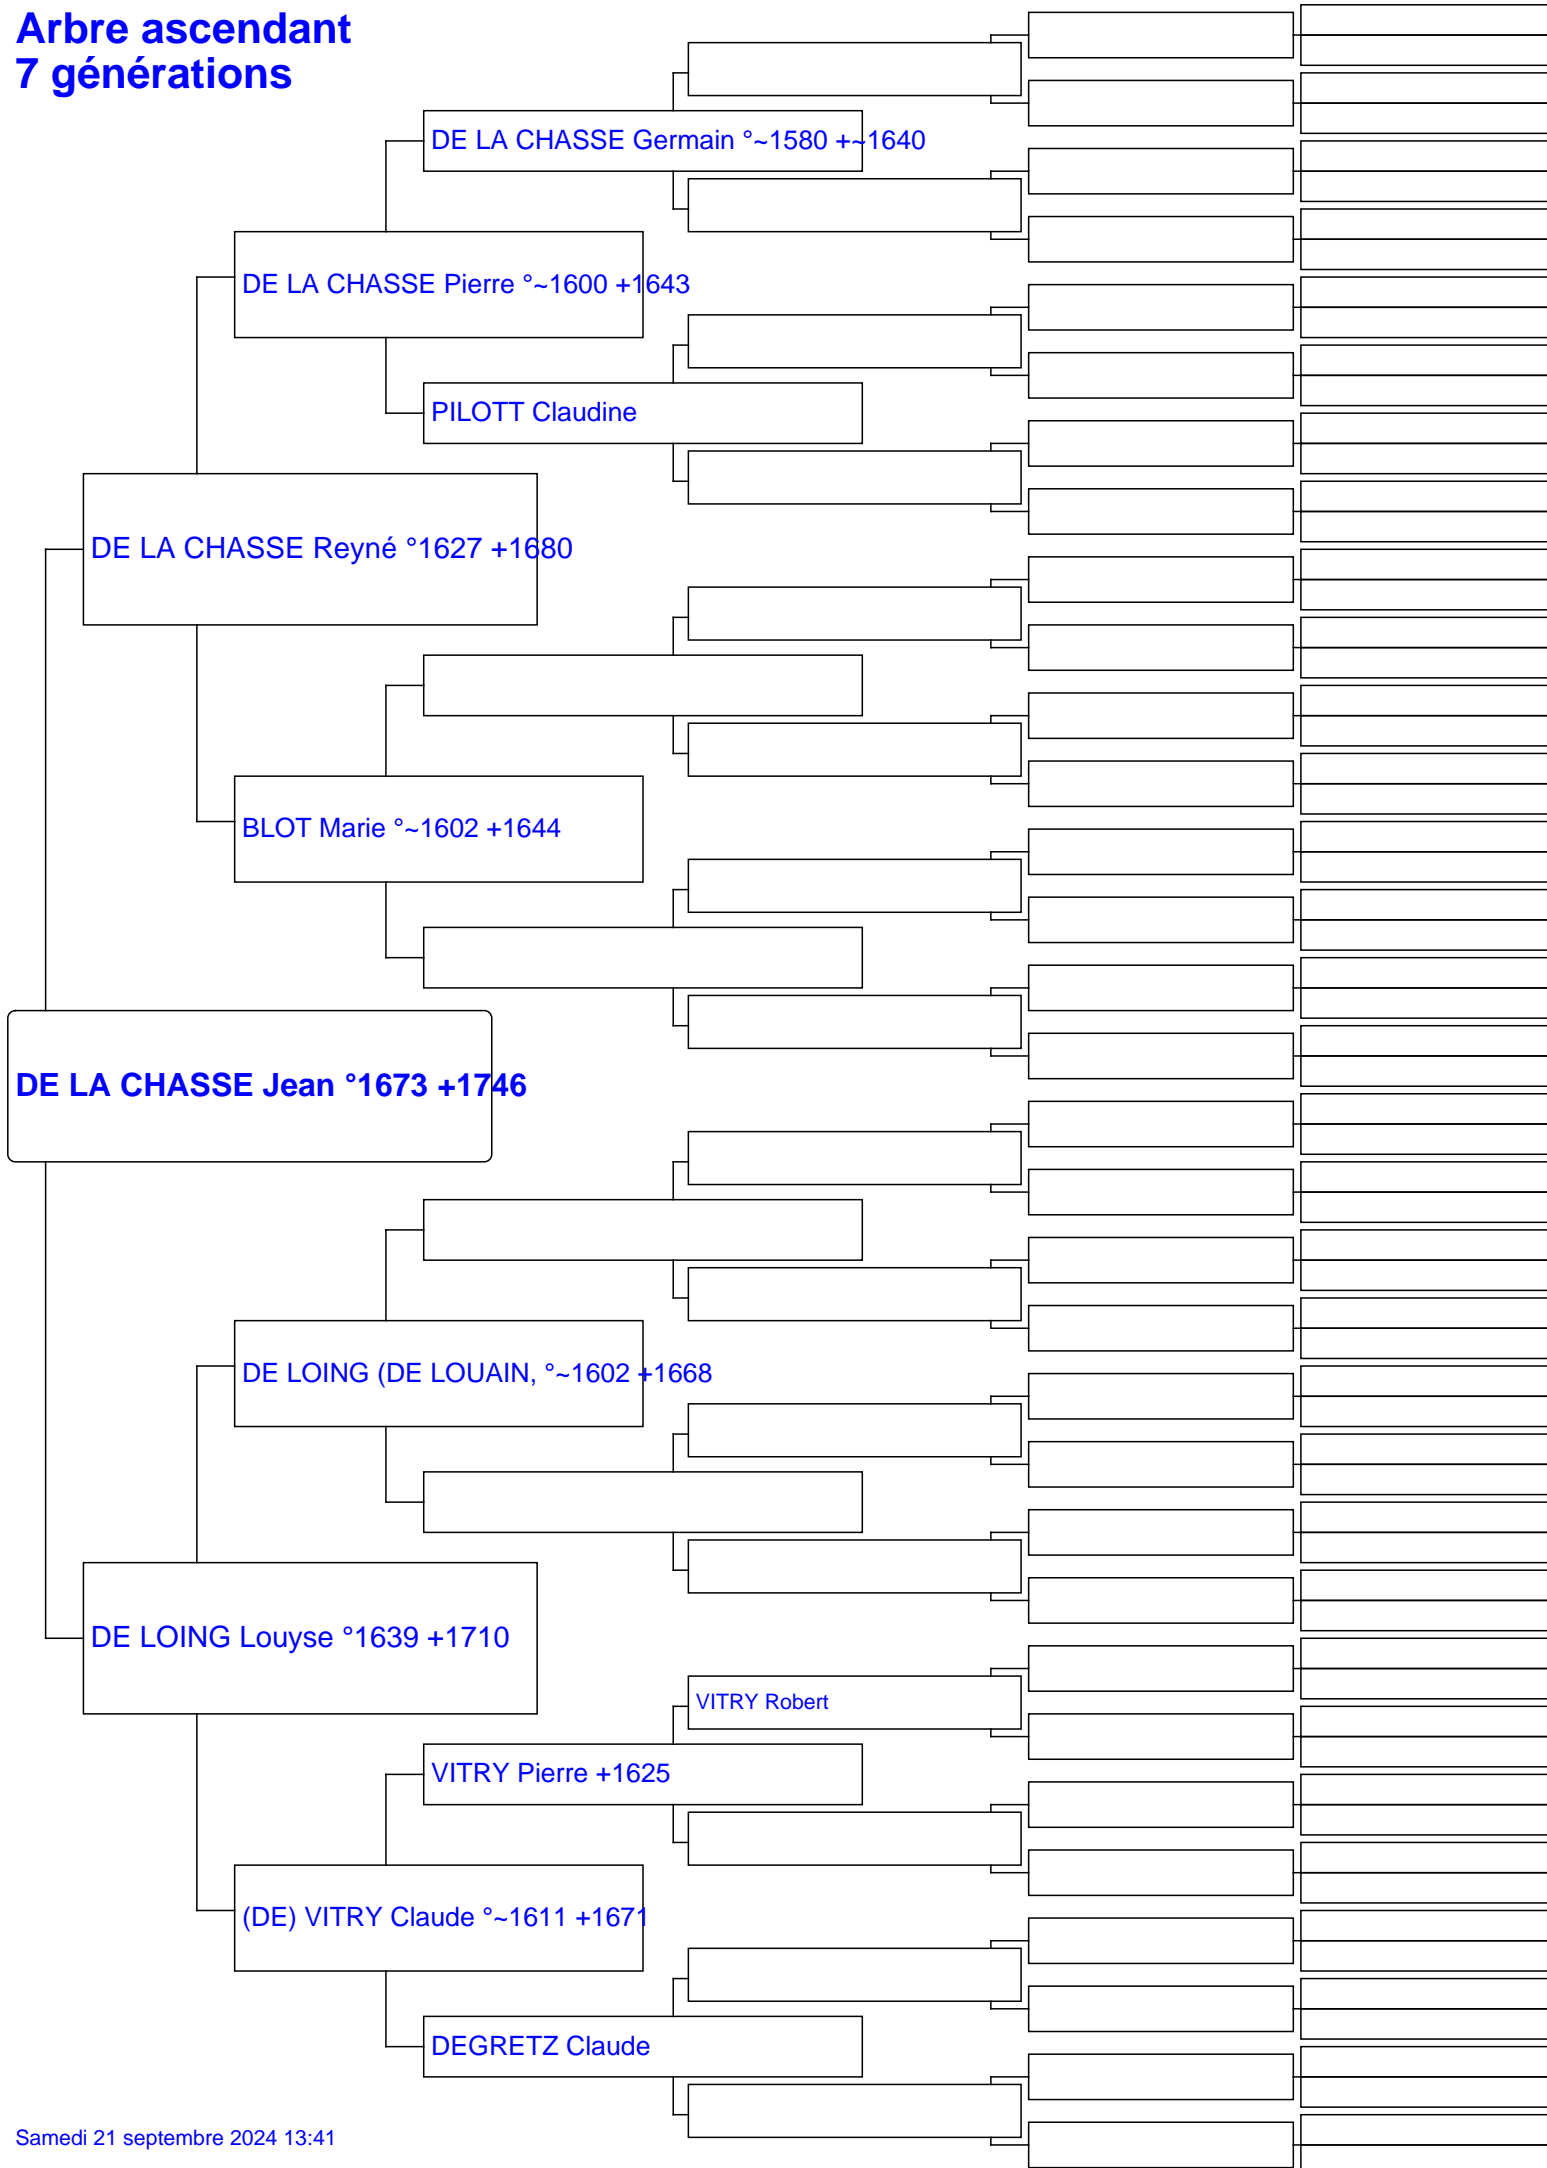 Arbre ascendant
7 générations
DE LA CHASSE Germain °~1580 +~1640
DE LA CHASSE Pierre °~1600 +1643
PILOTT Claudine
DE LA CHASSE Reyné °1627 +1680
BLOT Marie °~1602 +1644
DE LA CHASSE Jean °1673 +1746
DE LOING (DE LOUAIN, °~1602 +1668
DE LOING Louyse °1639 +1710
VITRY Robert
VITRY Pierre +1625
(DE) VITRY Claude °~1611 +1671
DEGRETZ Claude
Samedi 21 septembre 2024 13:41